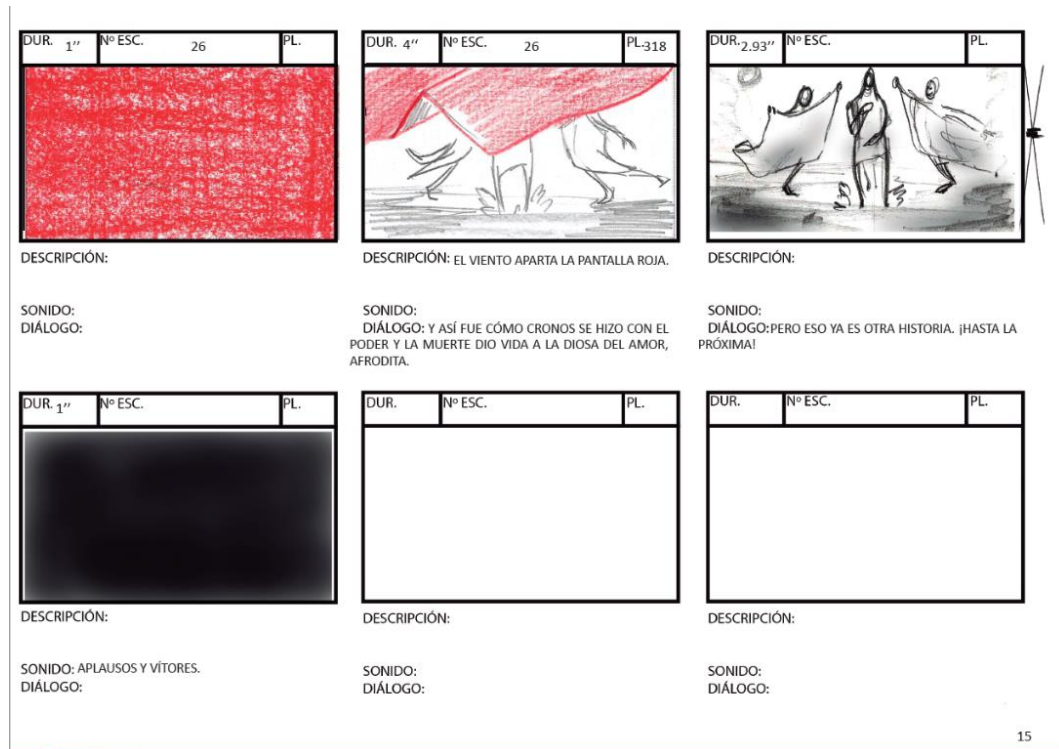 DUR. 1’’ Nº ESC. 26 PL.
DUR. 4’’ Nº ESC. 26 PL.318
DUR. 2.93’’ Nº ESC. PL.
DESCRIPCIÓN:
SONIDO:
DIÁLOGO:
DESCRIPCIÓN: EL VIENTO APARTA LA PANTALLA ROJA.
SONIDO:
DIÁLOGO: Y ASÍ FUE CÓMO CRONOS SE HIZO CON EL
PODER Y LA MUERTE DIO VIDA A LA DIOSA DEL AMOR,
AFRODITA.
DESCRIPCIÓN:
SONIDO:
DIÁLOGO:PERO ESO YA ES OTRA HISTORIA. ¡HASTA LA
PRÓXIMA!
DUR. 1’’ Nº ESC. PL.
DUR. Nº ESC. PL.
DUR. Nº ESC. PL.
DESCRIPCIÓN:
SONIDO: APLAUSOS Y VÍTORES.
DIÁLOGO:
DESCRIPCIÓN:
SONIDO:
DIÁLOGO:
DESCRIPCIÓN:
SONIDO:
DIÁLOGO:
15